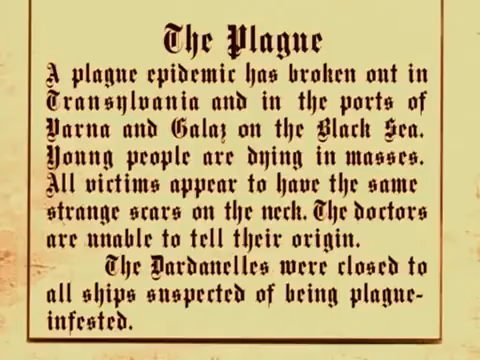 The Plague
A plague epidemic has broken out in
Transylvania and in the ports of
Varna and Galaz on the Black Sea.
Young people are dying in masses.
All victims appear to have the same
strange scars on the neck. The doctors
are unable to tell their origin.
The Dardanelles were closed to
all ships suspected of being plague-
infested.